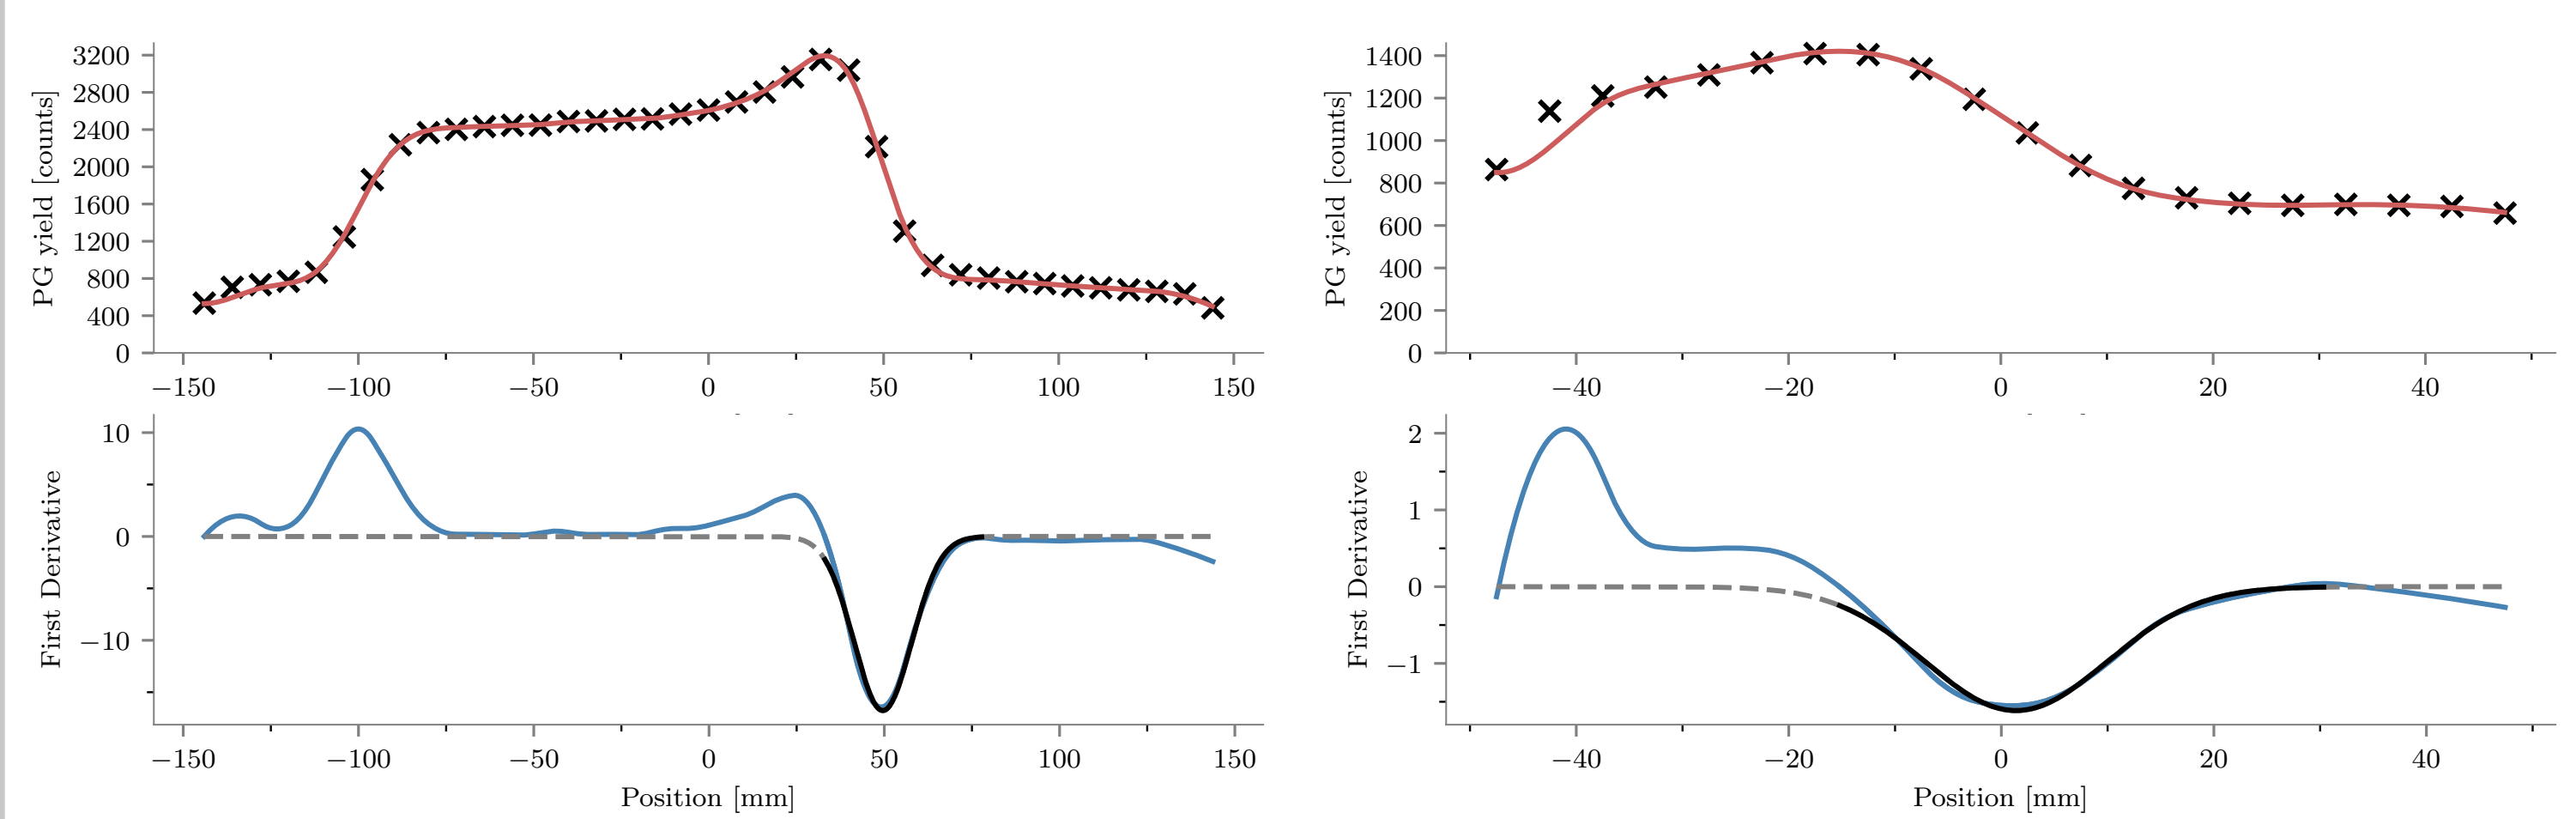 PG yield [counts]
3200
2800
2400
2000
1600
1200
800
400
0
−150 −100 −50 0 50 100 150
PG yield [counts]
1400
1200
1000
800
600
400
200
0
−40 −20 0 20 40
First Derivative
10
0
−10
−150 −100 −50 0 50 100 150
Position [mm]
First Derivative
2
1
0
−1
−40 −20 0 20 40
Position [mm]